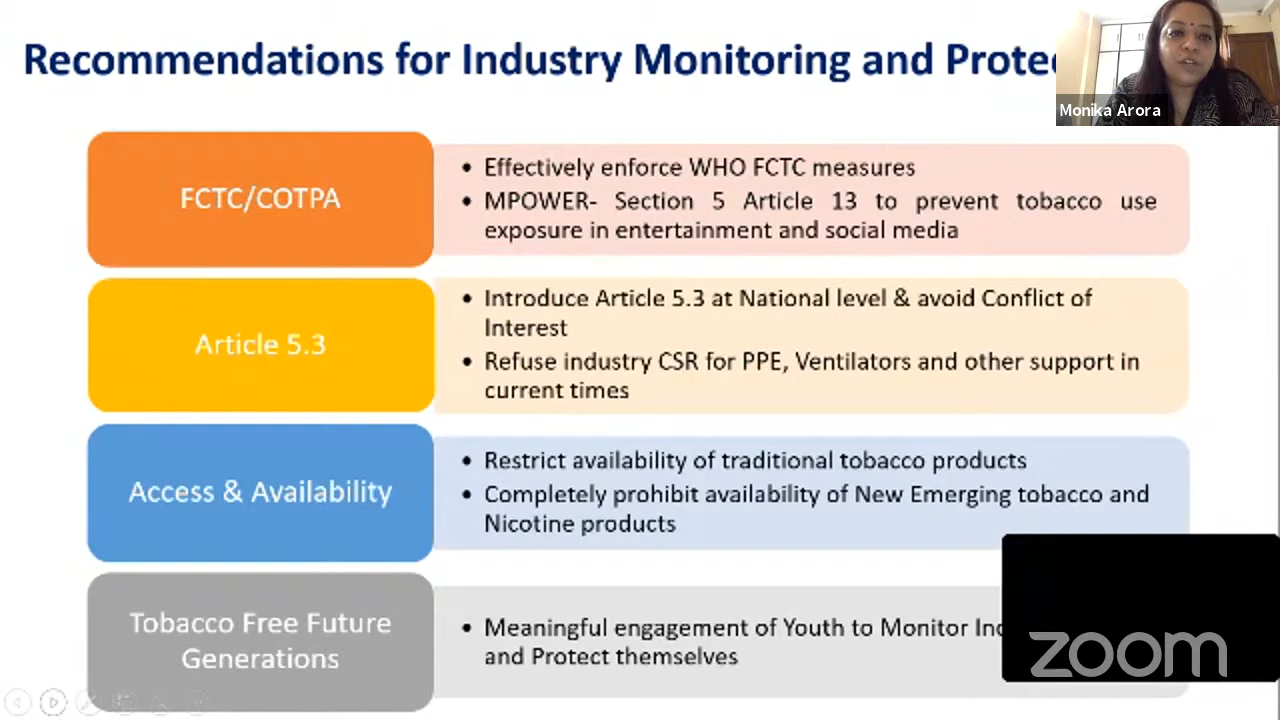 Recommendations for Industry Monitoring and
Monika Arora
FCTC/COTPA
• Effectively enforce WHO FCTC measures
• MPOWER- Section 5 Article 13 to prevent tobacco use
exposure in entertainment and social media
Article 5.3
• Introduce Article 5.3 at National level & avoid Conflict of
Interest
• Refuse industry CSR for PPE, Ventilators and other support in
current times
Access & Availability
• Restrict availability of traditional tobacco products
• Completely prohibit availability of New Emerging tobacco and
Nicotine products
Tobacco Free Future
Generations
• Meaningful engagement of Youth to Monitor
and Protect themselves
zoom